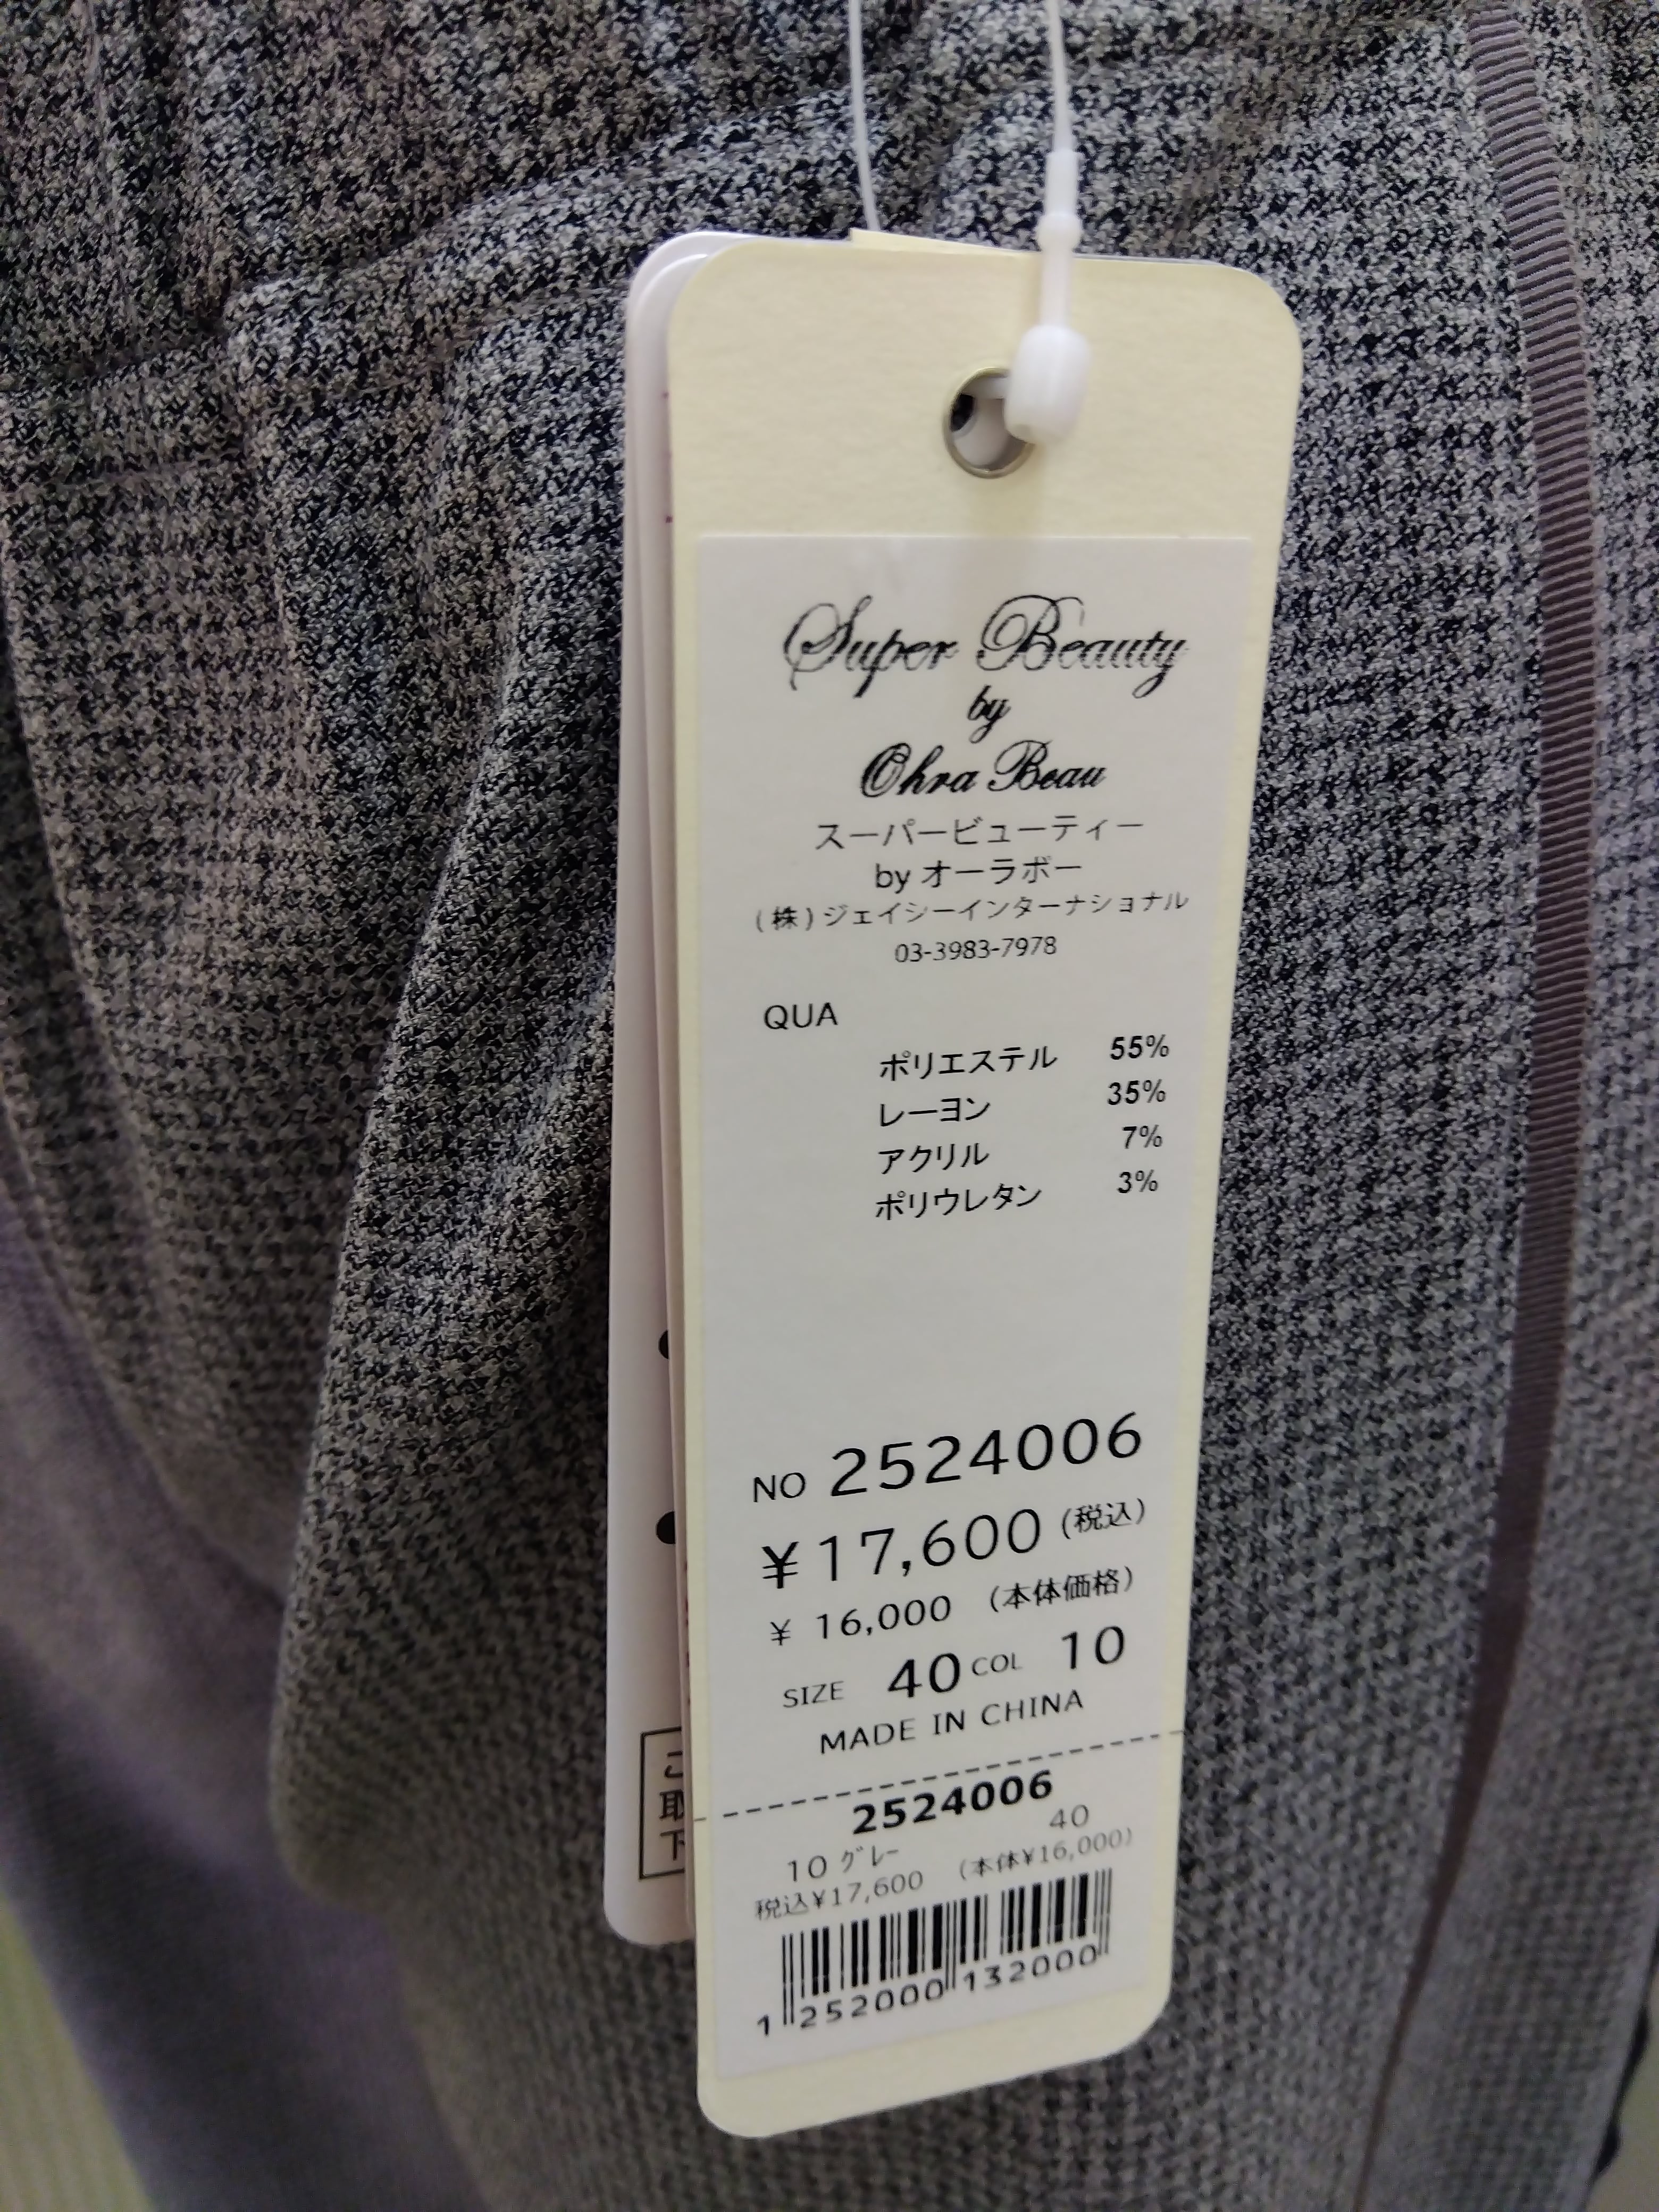 Super Beauty
by
Ohra Beau
スーパービューティー
by オーラボー
(株)ジェイシーインターナショナル
03-3983-7978
QUA
ポリエステル 55%
レーヨン 35%
アクリル 7%
ポリウレタン 3%
NO 2524006
¥17,600 (税込)
¥ 16,000 (本体価格)
SIZE 40 COL 10
MADE IN CHINA
2524006
10 ｸﾞﾚｰ 40
税込¥17,600 (本体¥16,000)
1 252000 132000
こ
取
下